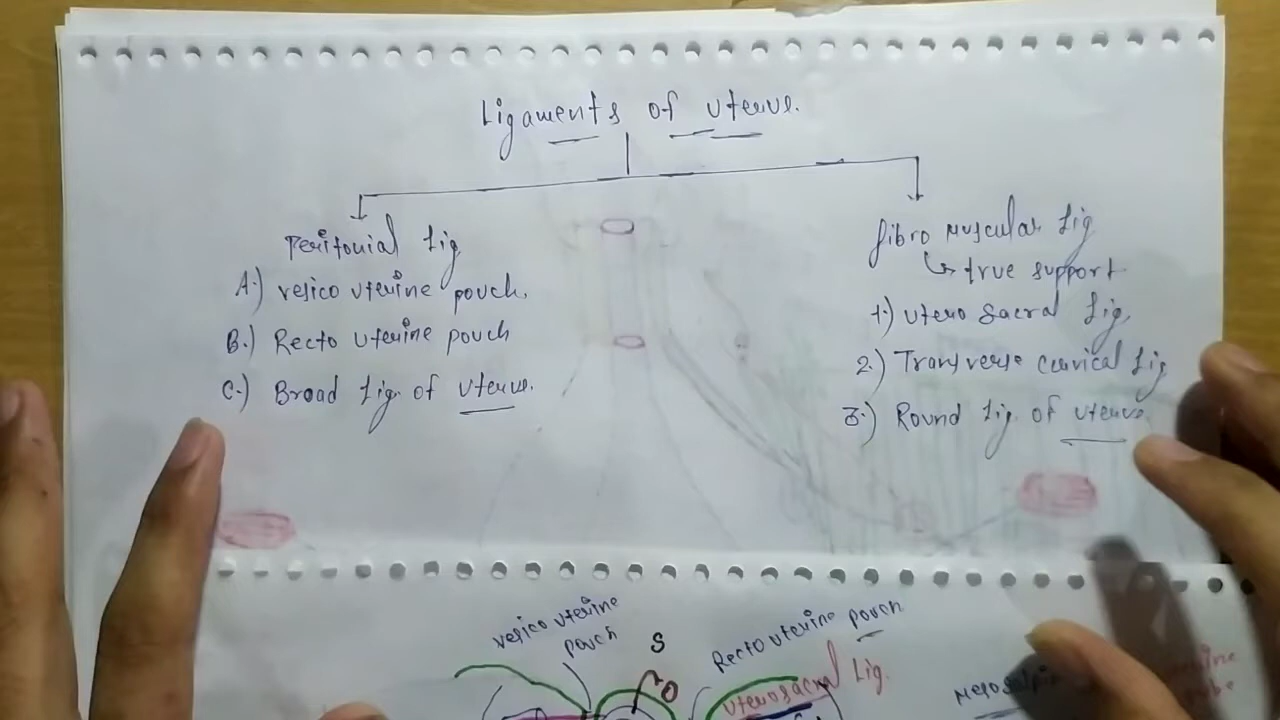 Ligaments of uterus.
Peritonial Lig
A.) vesico uterine pouch.
B.) Recto uterine pouch
C.) Broad Lig. of uterus.
fibro muscular Lig
↳ true support
1.) utero sacral Lig.
2.) Transverse cervical Lig
3.) Round Lig. of uterus.
vesico uterine
pouch
S
Recto uterine pouch
uterosacral Lig.